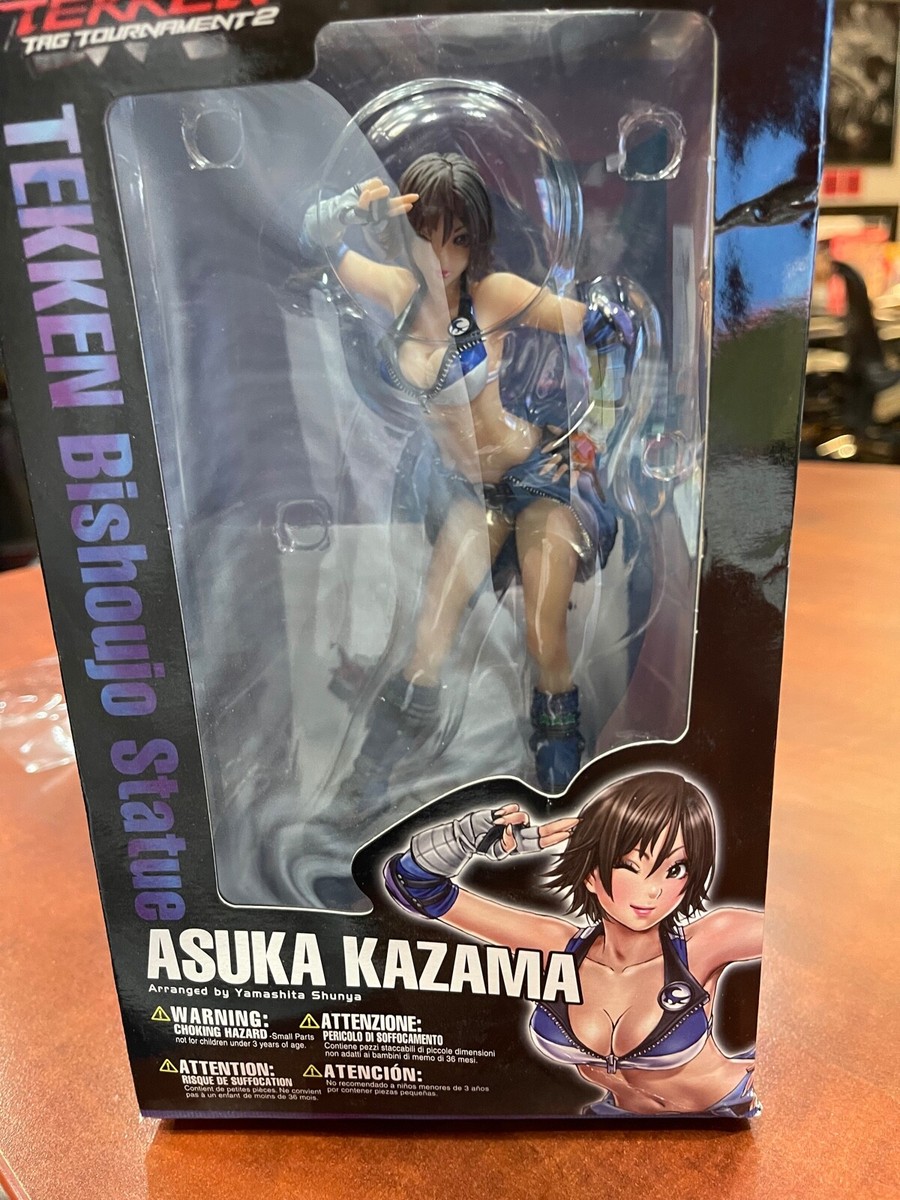 TEKKEN
TAG TOURNAMENT 2
TEKKEN Bishoujo Statue
ASUKA KAZAMA
Arranged by Yamashita Shunya
WARNING:
CHOKING HAZARD -Small Parts
not for children under 3 years of age.
ATTENZIONE:
PERICOLO DI SOFFOCAMENTO
Contiene pezzi staccabili di piccole dimensioni
non adatti ai bambini di memo di 36 mesi.
ATTENTION:
RISQUE DE SUFFOCATION
Contient de petites pièces. Ne convient
pas à un enfant de moins de 36 mois.
ATENCIÓN:
No recomendado a niños menores de 3 años
por contener piezas pequeñas.